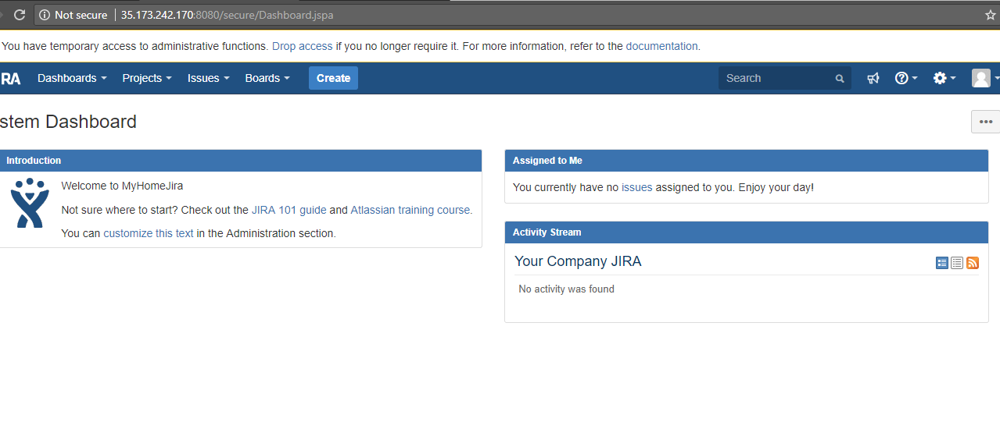 Not secure 35.173.242.170:8080/secure/Dashboard.jspa
You have temporary access to administrative functions. Drop access if you no longer require it. For more information, refer to the documentation.
RA Dashboards Projects Issues Boards Create Search
stem Dashboard
Introduction
Welcome to MyHomeJira
Not sure where to start? Check out the JIRA 101 guide and Atlassian training course.
You can customize this text in the Administration section.
Assigned to Me
You currently have no issues assigned to you. Enjoy your day!
Activity Stream
Your Company JIRA
No activity was found